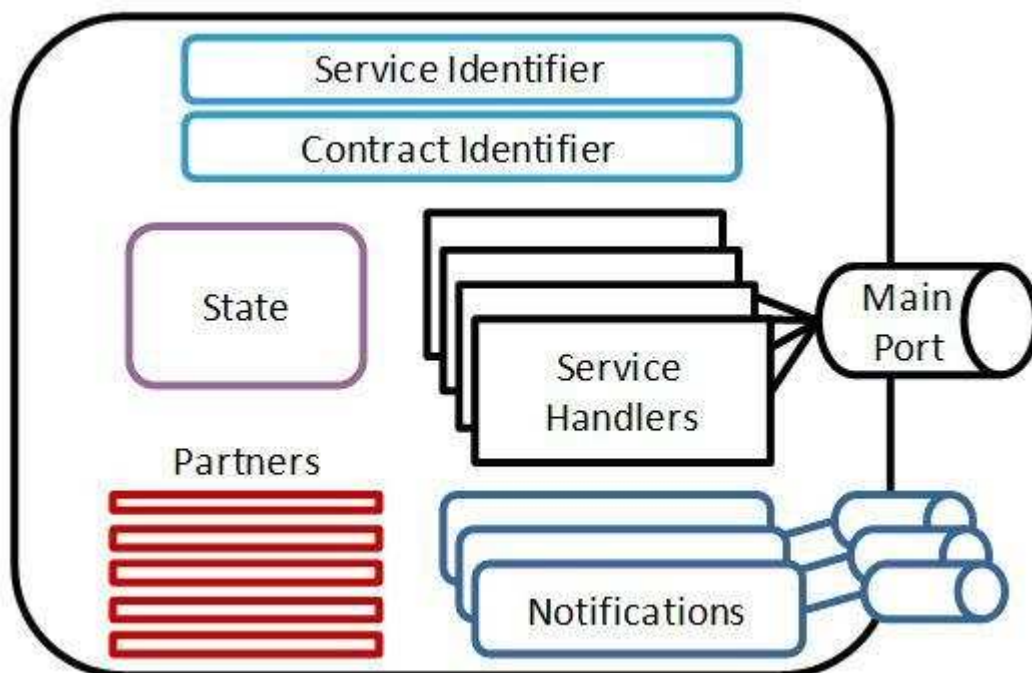 Service Identifier
Contract Identifier
State
Service
Handlers
Main
Port
Partners
Notifications